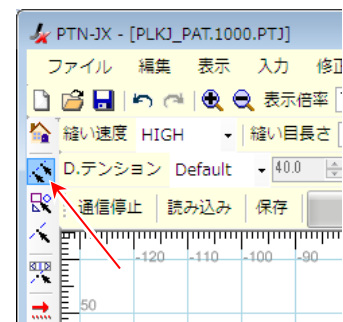 PTN-JX - [PLKJ_PAT.1000.PTJ]
ファイル 編集 表示 入力 修正
表示倍率
縫い速度 HIGH 縫い目長さ
D.テンション Default 40.0
通信停止 読み込み 保存
-120 -110 -100 -90
50